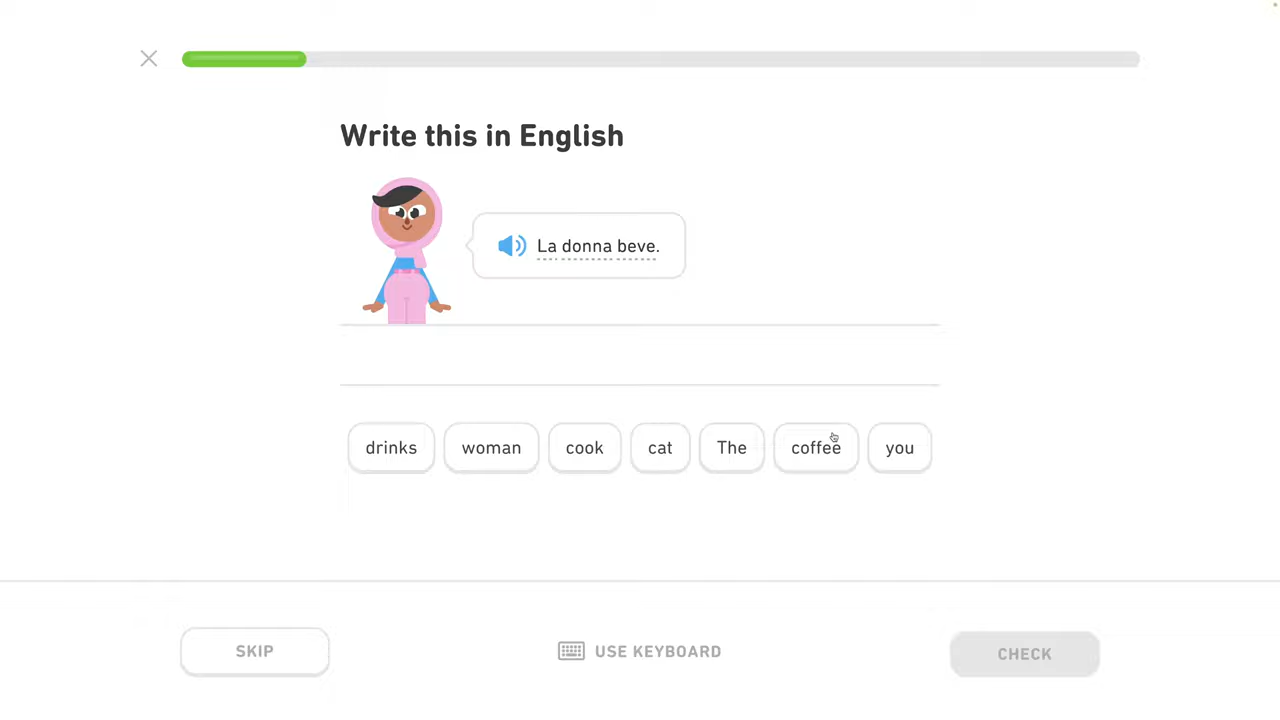 Write this in English
La donna beve.
drinks woman cook cat The coffee you
SKIP USE KEYBOARD CHECK